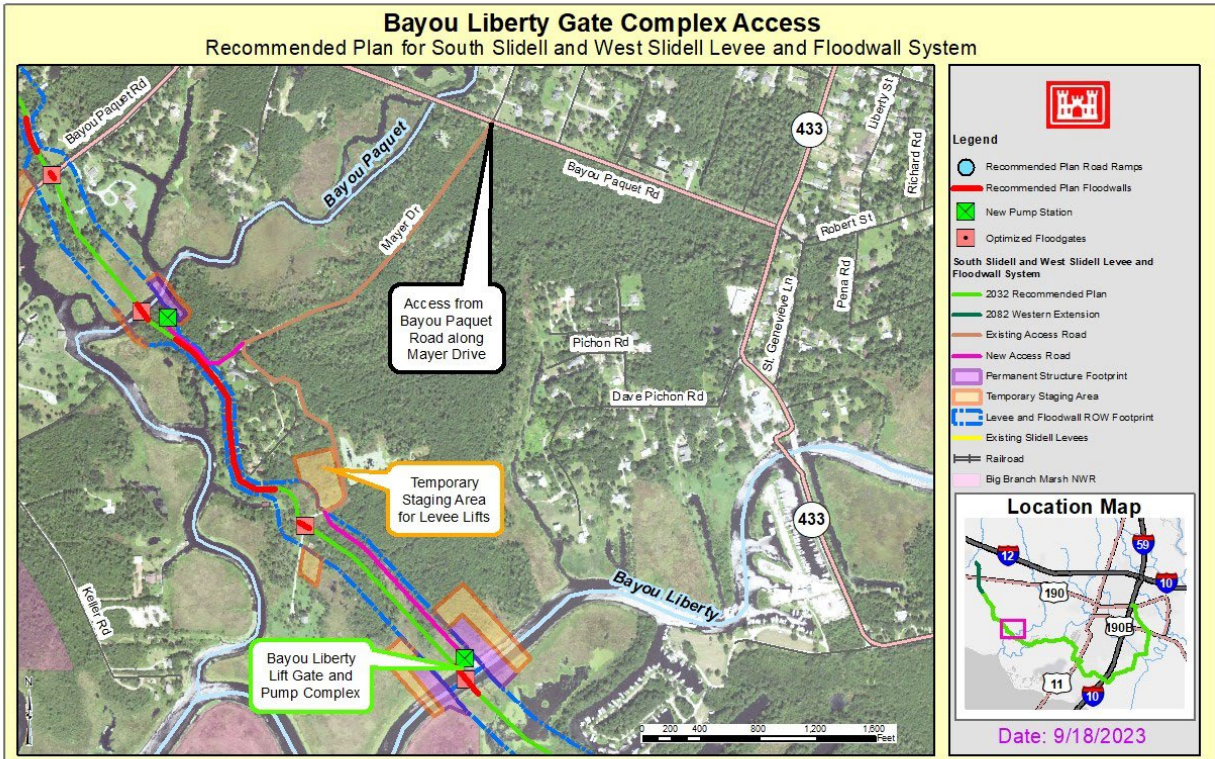 Bayou Liberty Gate Complex Access
Recommended Plan for South Slidell and West Slidell Levee and Floodwall System
Bayou Paquet Rd
Bayou Paquet
Mayer Dr
Bayou Paquet Rd
433
Liberty St
Richard Rd
Robert St
Pena Rd
St. Genevieve Ln
Access from
Bayou Paquet
Road along
Mayer Drive
Pichon Rd
Dave Pichon Rd
Temporary
Staging Area
for Levee Lifts
433
Keller Rd
Bayou Liberty
Bayou Liberty
Lift Gate and
Pump Complex
N
0 200 400 800 1,200 1,600
Feet
Legend
Recommended Plan Road Ramps
Recommended Plan Floodwalls
New Pump Station
Optimized Floodgates
South Slidell and West Slidell Levee and
Floodwall System
2032 Recommended Plan
2082 Western Extension
Existing Access Road
New Access Road
Permanent Structure Footprint
Temporary Staging Area
Levee and Floodwall ROW Footprint
Existing Slidell Levees
Railroad
Big Branch Marsh NWR
Location Map
12
59
10
190
190B
11
10
Date: 9/18/2023